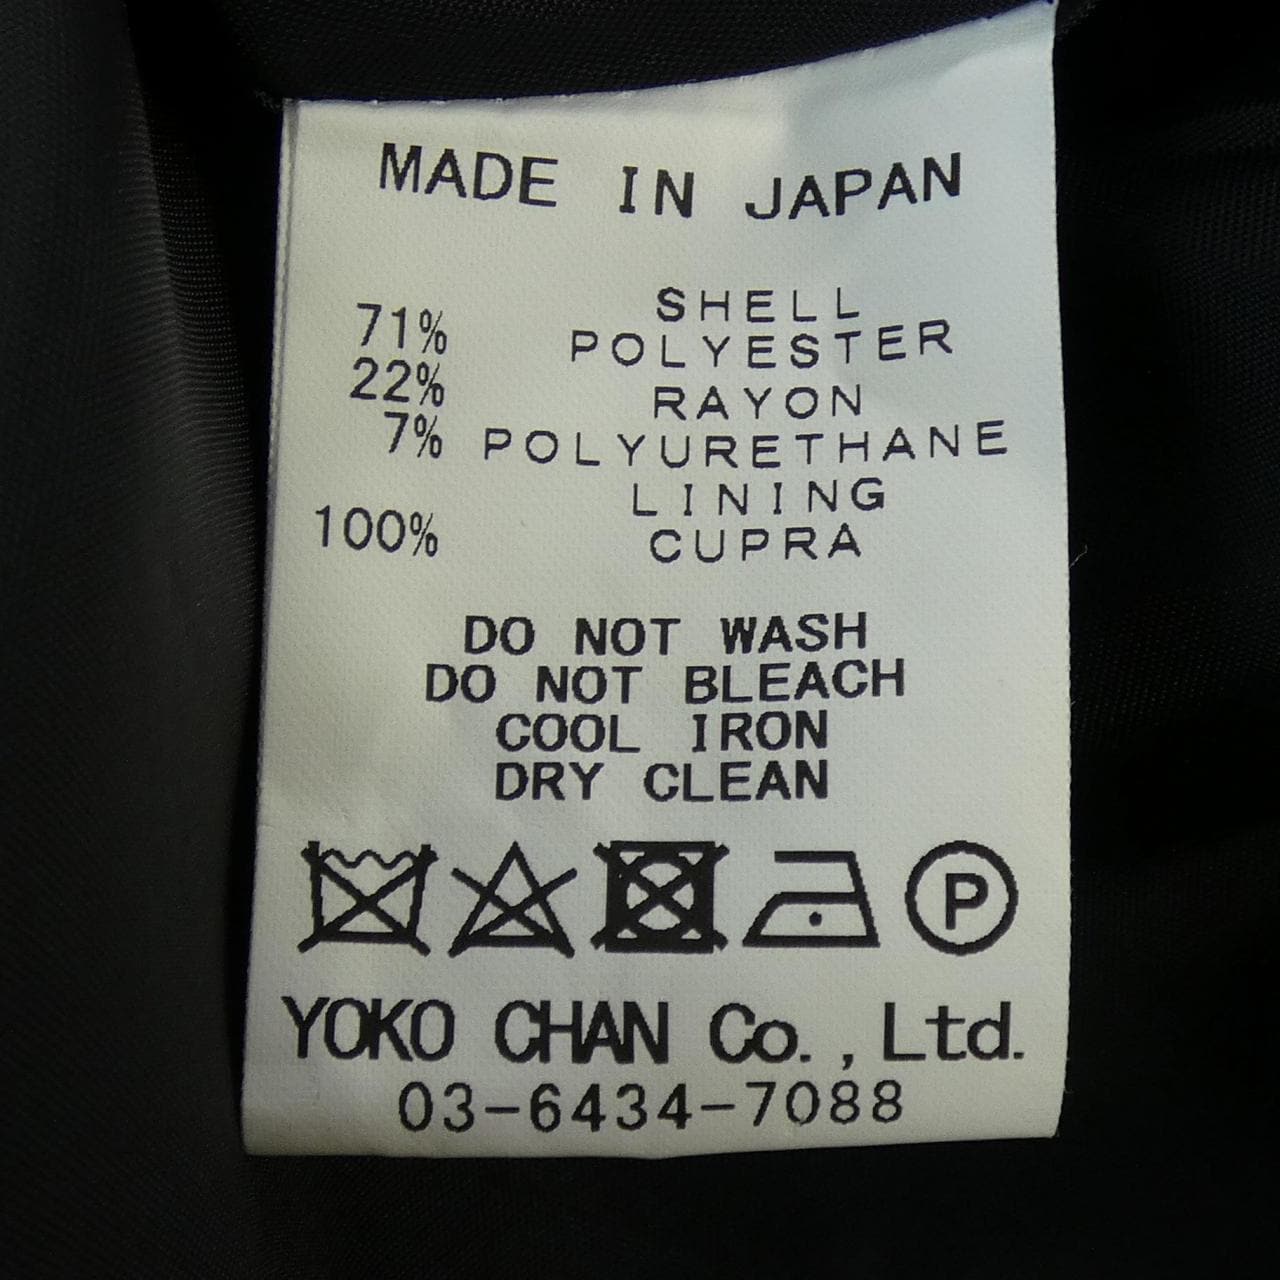 MADE IN JAPAN
SHELL
71% POLYESTER
22% RAYON
7% POLYURETHANE
LINING
100% CUPRA
DO NOT WASH
DO NOT BLEACH
COOL IRON
DRY CLEAN
P
YOKO CHAN Co., Ltd.
03-6434-7088